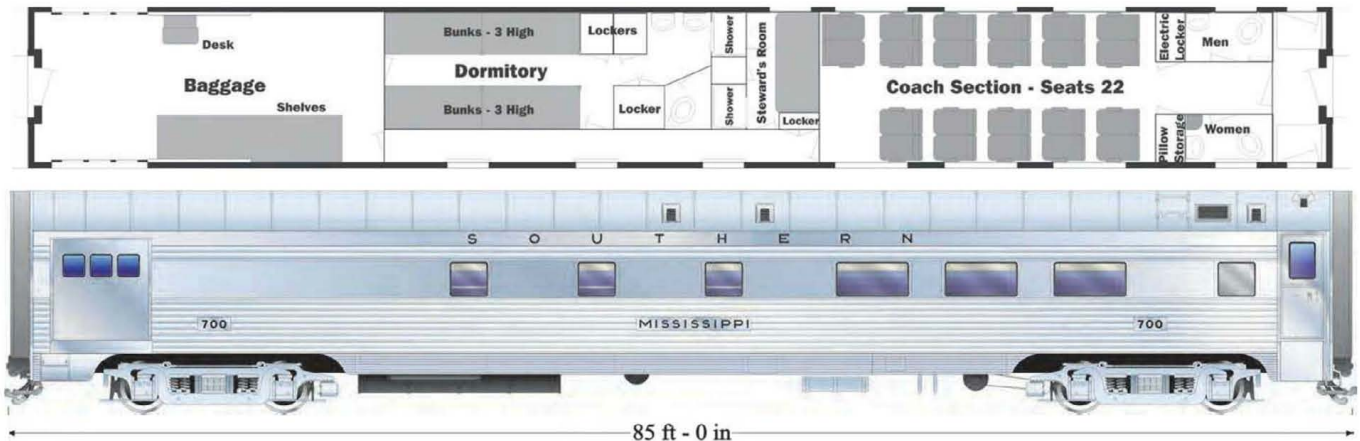 Desk
Baggage
Shelves
Bunks - 3 High
Dormitory
Bunks - 3 High
Lockers
Locker
Shower
Shower
Steward's Room
Locker
Coach Section - Seats 22
Electric
Locker
Men
Pillow
Storage
Women
SOUTHERN
700
MISSISSIPPI
700
85 ft - 0 in